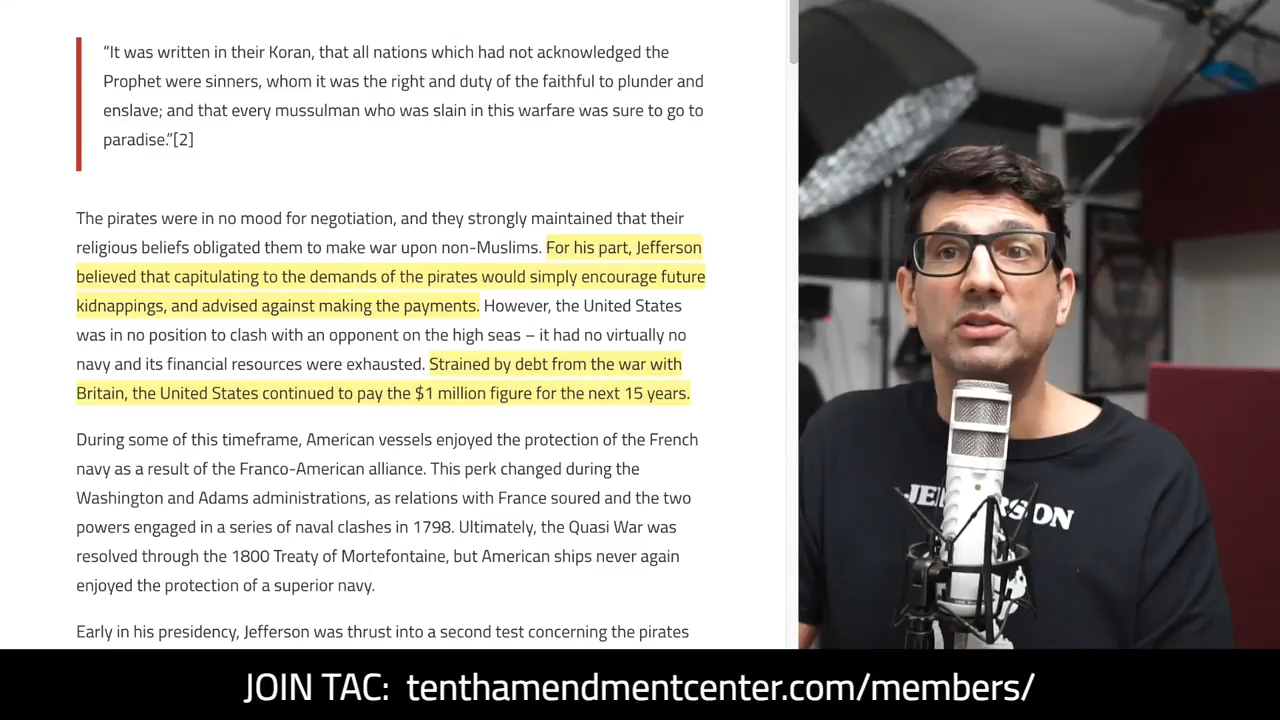 “It was written in their Koran, that all nations which had not acknowledged the
Prophet were sinners, whom it was the right and duty of the faithful to plunder and
enslave; and that every mussulman who was slain in this warfare was sure to go to
paradise.”[2]
The pirates were in no mood for negotiation, and they strongly maintained that their
religious beliefs obligated them to make war upon non-Muslims. For his part, Jefferson
believed that capitulating to the demands of the pirates would simply encourage future
kidnappings, and advised against making the payments. However, the United States
was in no position to clash with an opponent on the high seas – it had no virtually no
navy and its financial resources were exhausted. Strained by debt from the war with
Britain, the United States continued to pay the $1 million figure for the next 15 years.
During some of this timeframe, American vessels enjoyed the protection of the French
navy as a result of the Franco-American alliance. This perk changed during the
Washington and Adams administrations, as relations with France soured and the two
powers engaged in a series of naval clashes in 1798. Ultimately, the Quasi War was
resolved through the 1800 Treaty of Mortefontaine, but American ships never again
enjoyed the protection of a superior navy.
Early in his presidency, Jefferson was thrust into a second test concerning the pirates
JOIN TAC: tenthamendmentcenter.com/members/